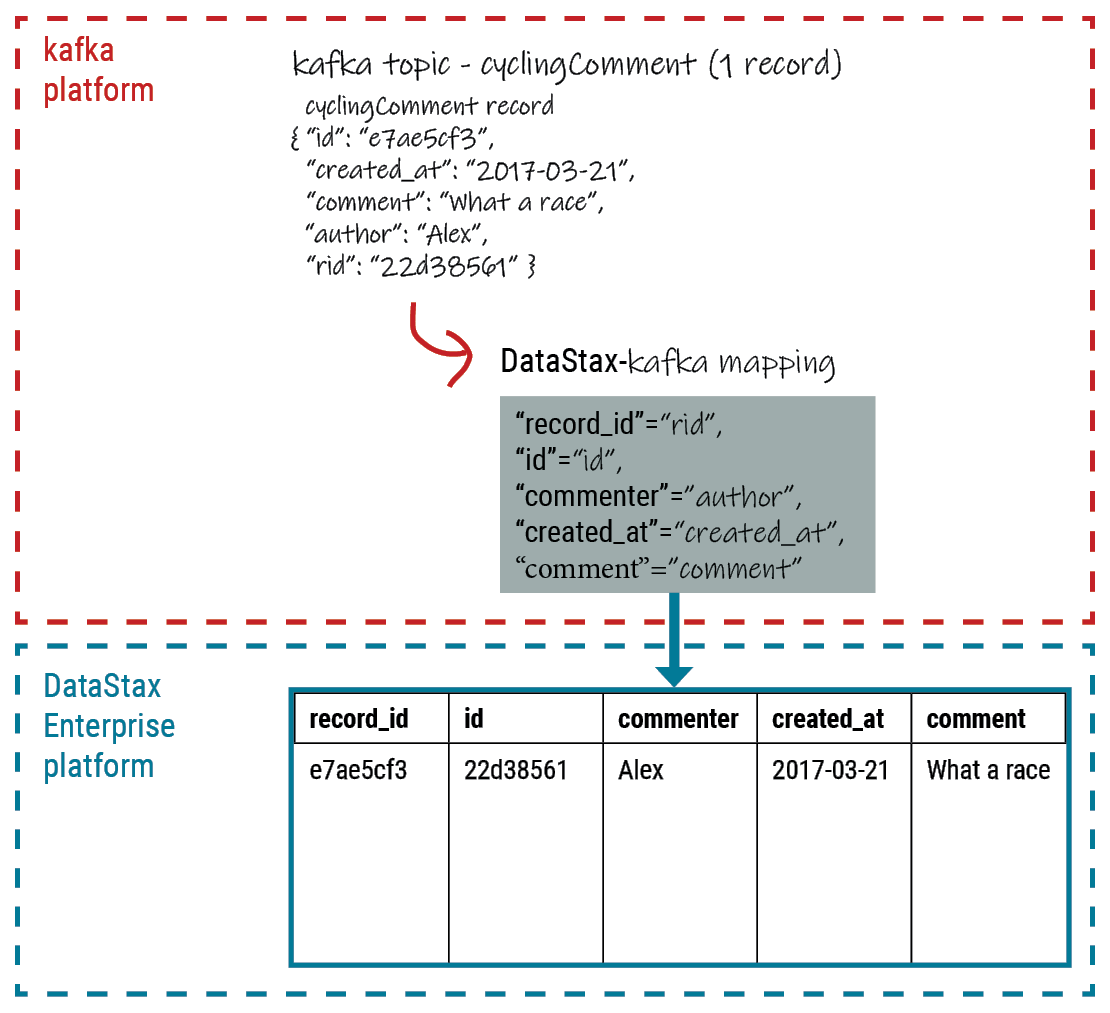 kafka
platform
kafka topic - cyclingComment (1 record)
cyclingComment record
{ "id": “e7ae5cf3”,
“created_at”: “2017-03-21”,
“comment”: “What a race”,
“author”: “Alex”,
“rid”: “22d38561” }
DataStax-kafka mapping
“record_id”=“rid”,
“id”=“id”,
“commenter”=”author”,
“created_at”=“created_at”,
“comment”=”comment”
DataStax
Enterprise
platform
record_id id commenter created_at comment
e7ae5cf3 22d38561 Alex 2017-03-21 What a race